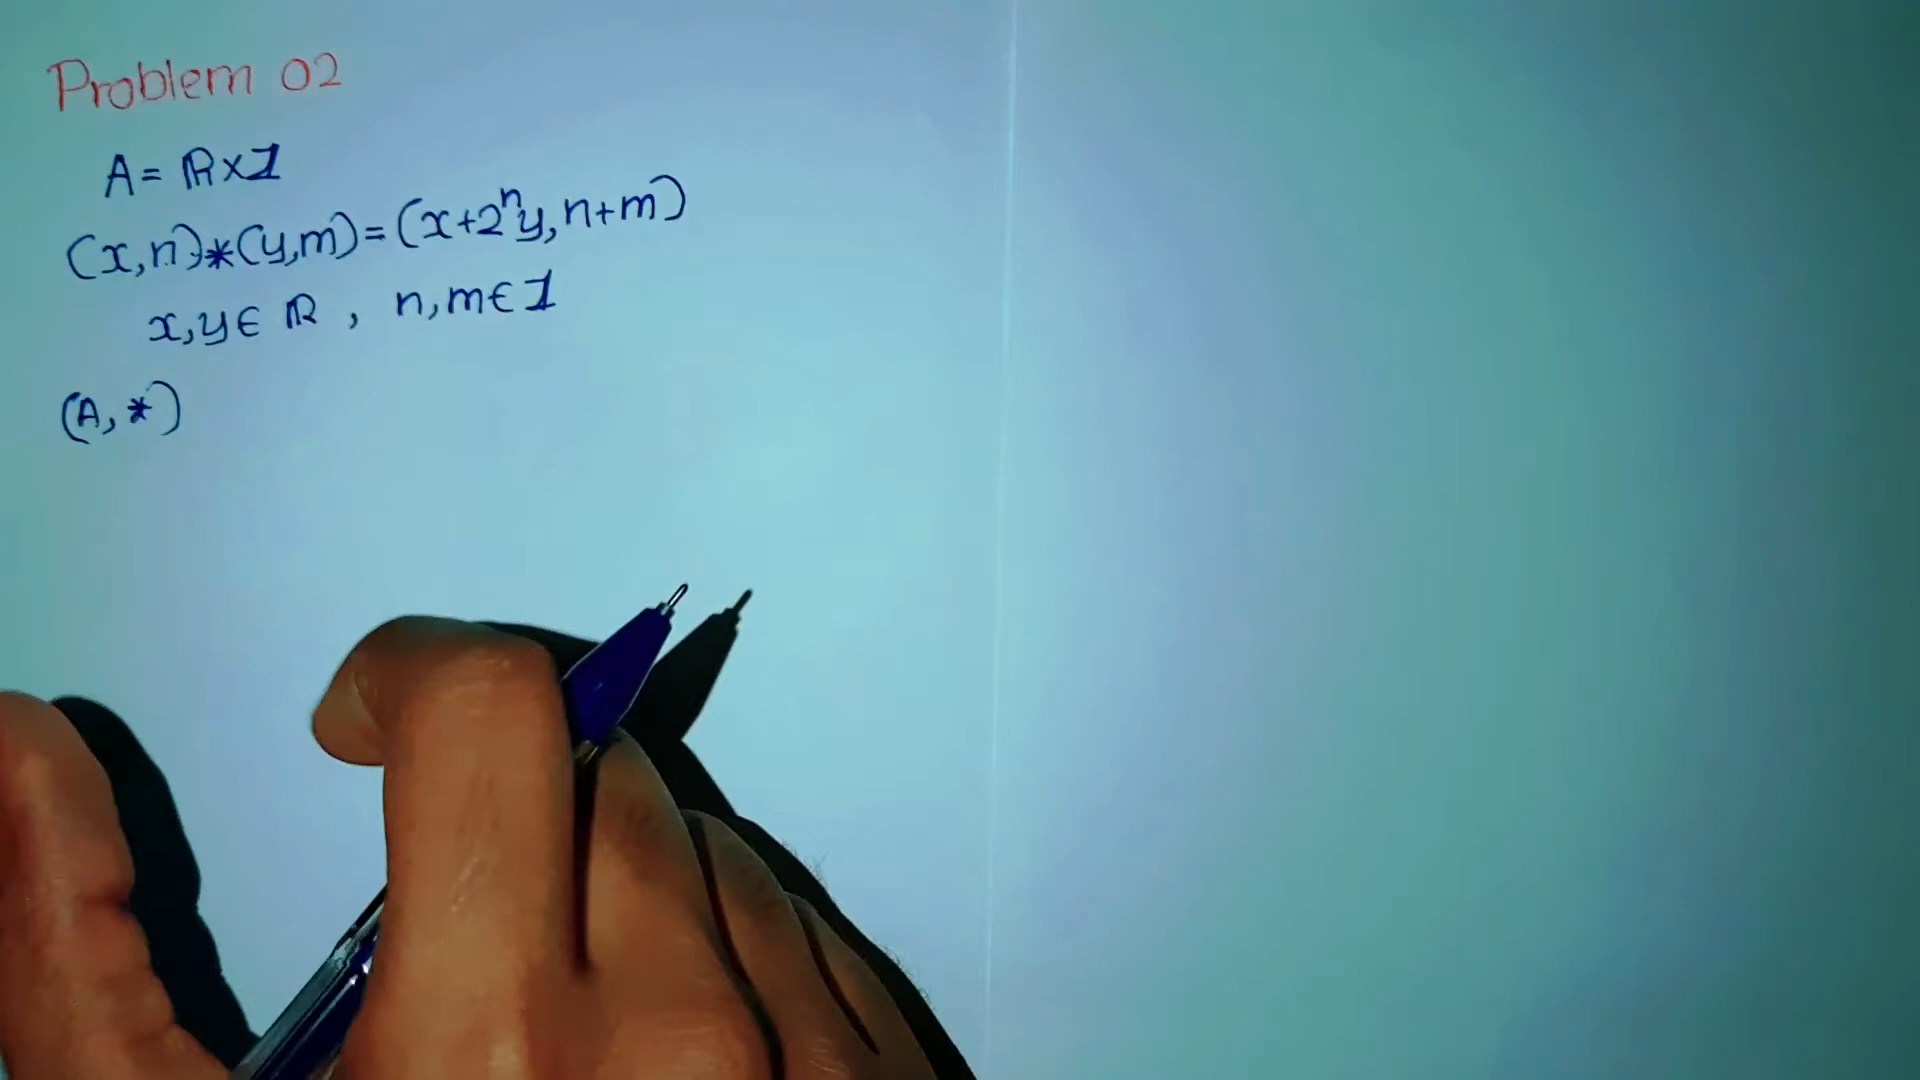 Problem 02
A = ℝ×ℤ
(x,n)*(y,m)=(x+2ⁿy, n+m)
x,y∈ ℝ , n,m∈ℤ
(A, *)